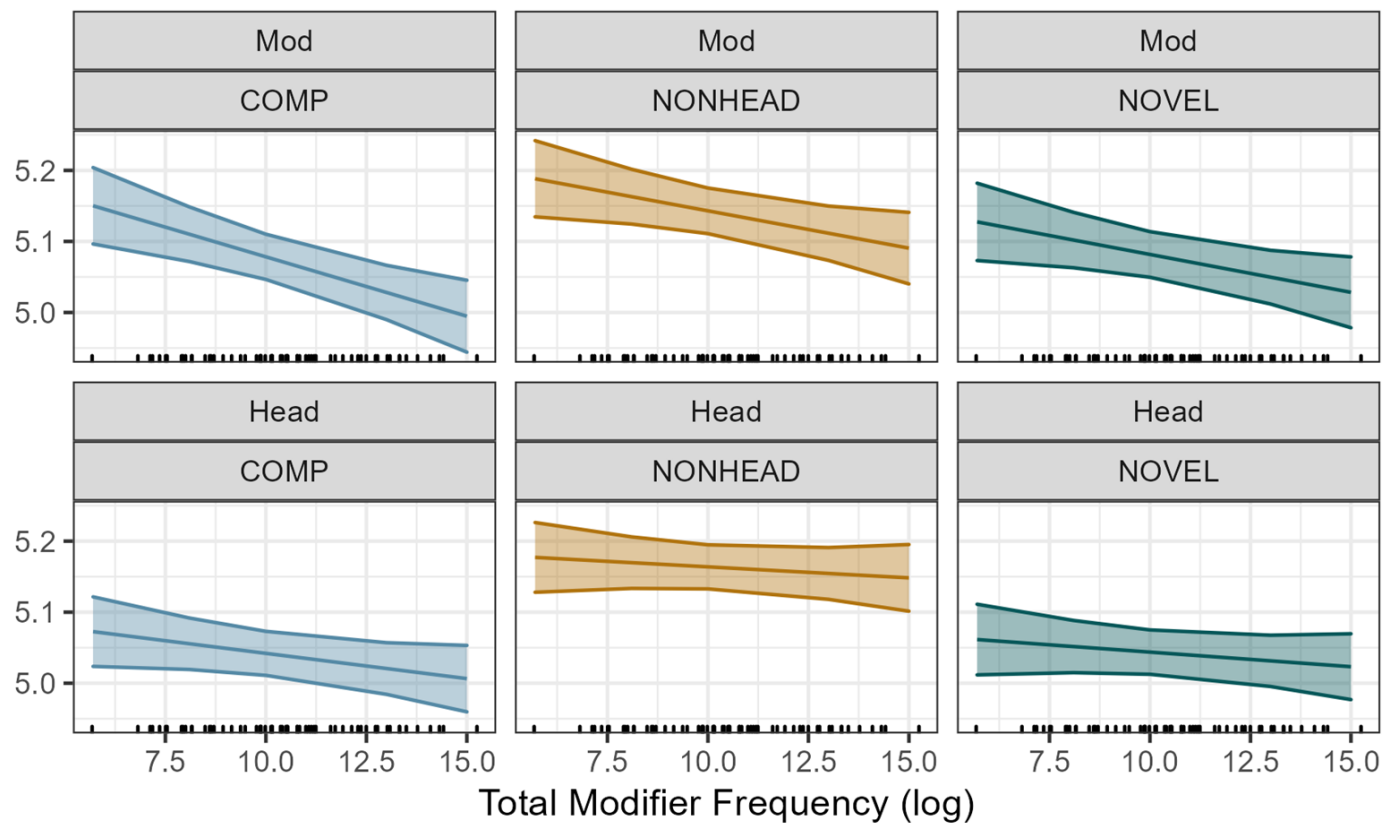 Mod Mod Mod
COMP NONHEAD NOVEL
5.2
5.1
5.0
Head Head Head
COMP NONHEAD NOVEL
5.2
5.1
5.0
7.5 10.0 12.5 15.0 7.5 10.0 12.5 15.0 7.5 10.0 12.5 15.0
Total Modifier Frequency (log)